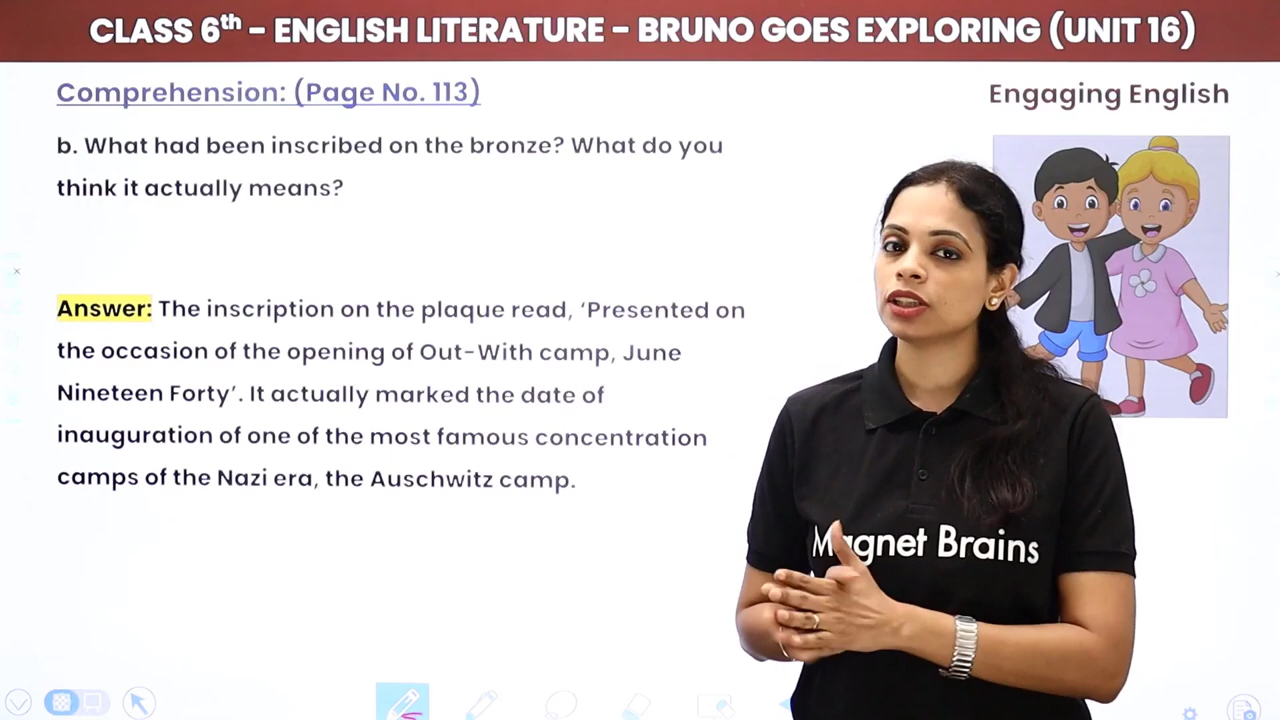 CLASS 6th – ENGLISH LITERATURE – BRUNO GOES EXPLORING (UNIT 16)
Comprehension: (Page No. 113)
Engaging English
b. What had been inscribed on the bronze? What do you
think it actually means?
Answer: The inscription on the plaque read, ‘Presented on
the occasion of the opening of Out-With camp, June
Nineteen Forty’. It actually marked the date of
inauguration of one of the most famous concentration
camps of the Nazi era, the Auschwitz camp.
Magnet Brains